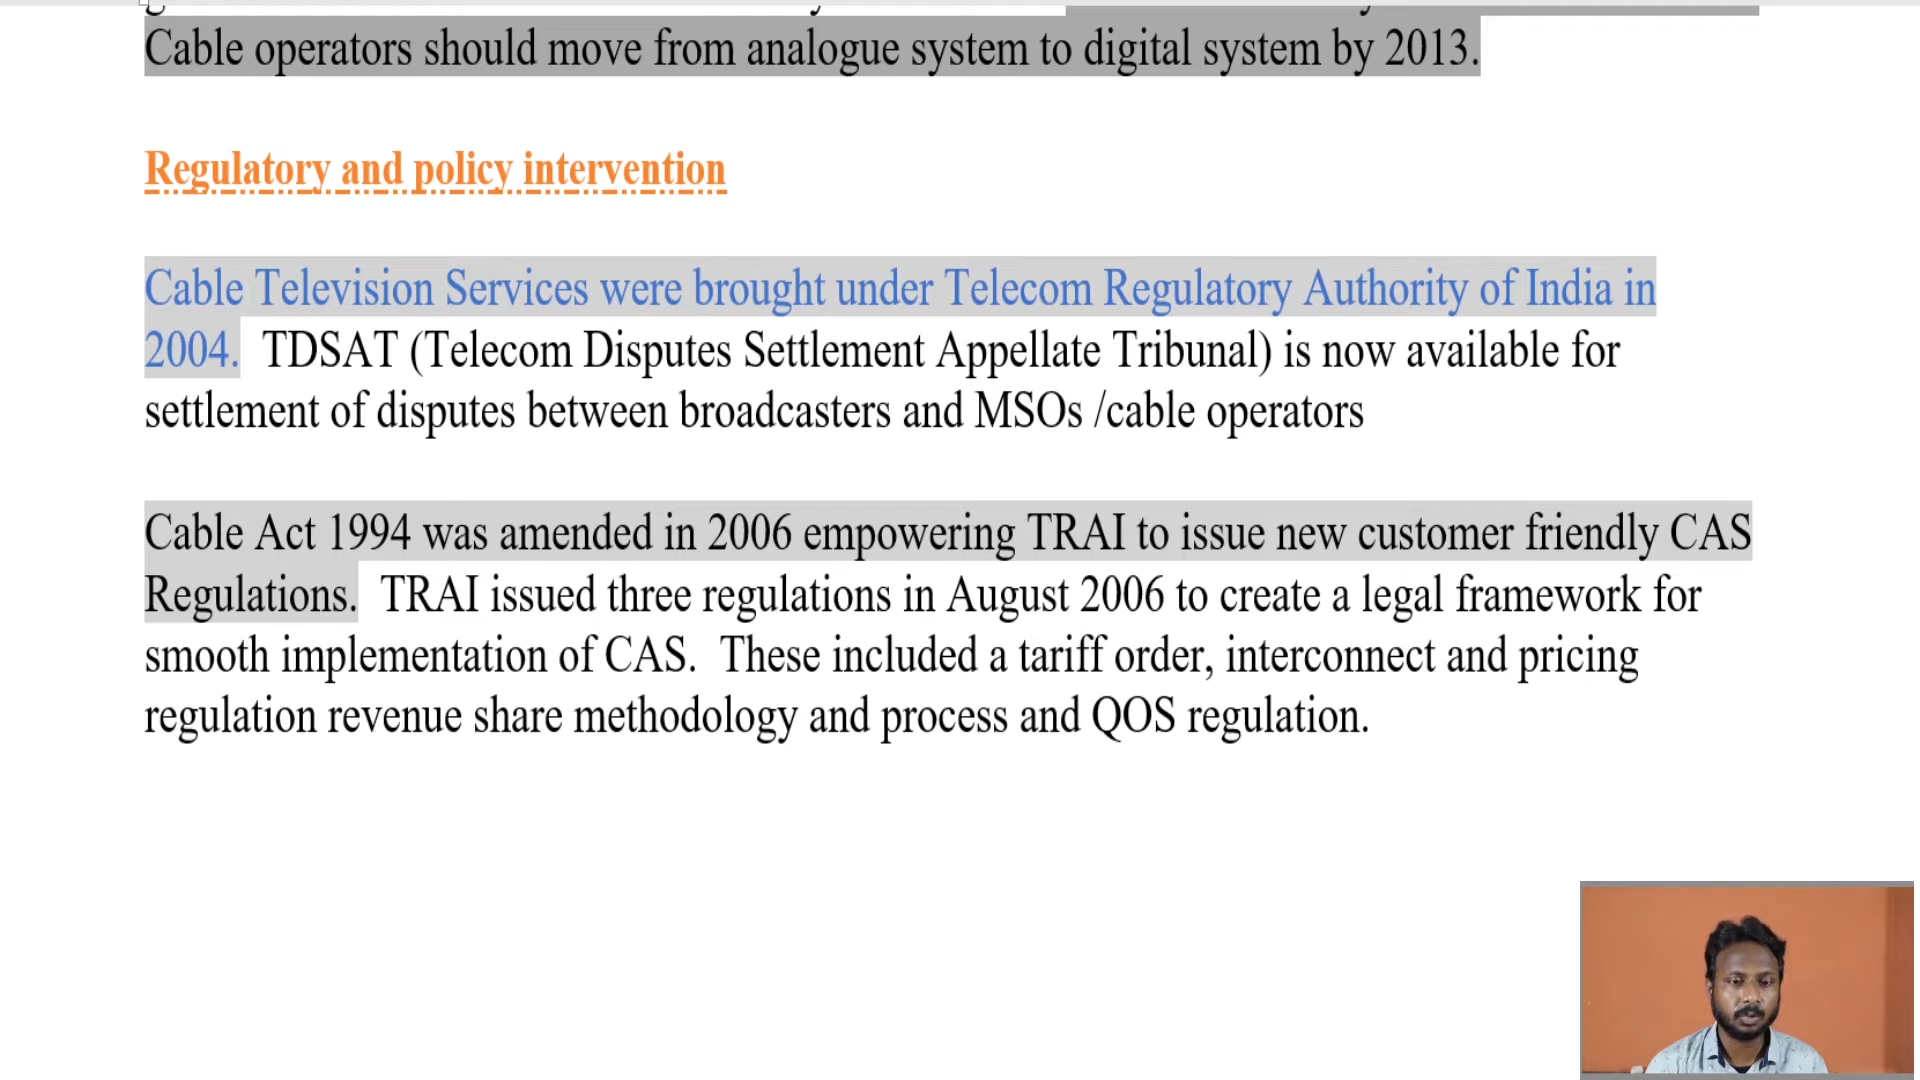 Cable operators should move from analogue system to digital system by 2013.
Regulatory and policy intervention
Cable Television Services were brought under Telecom Regulatory Authority of India in
2004. TDSAT (Telecom Disputes Settlement Appellate Tribunal) is now available for
settlement of disputes between broadcasters and MSOs /cable operators
Cable Act 1994 was amended in 2006 empowering TRAI to issue new customer friendly CAS
Regulations. TRAI issued three regulations in August 2006 to create a legal framework for
smooth implementation of CAS. These included a tariff order, interconnect and pricing
regulation revenue share methodology and process and QOS regulation.